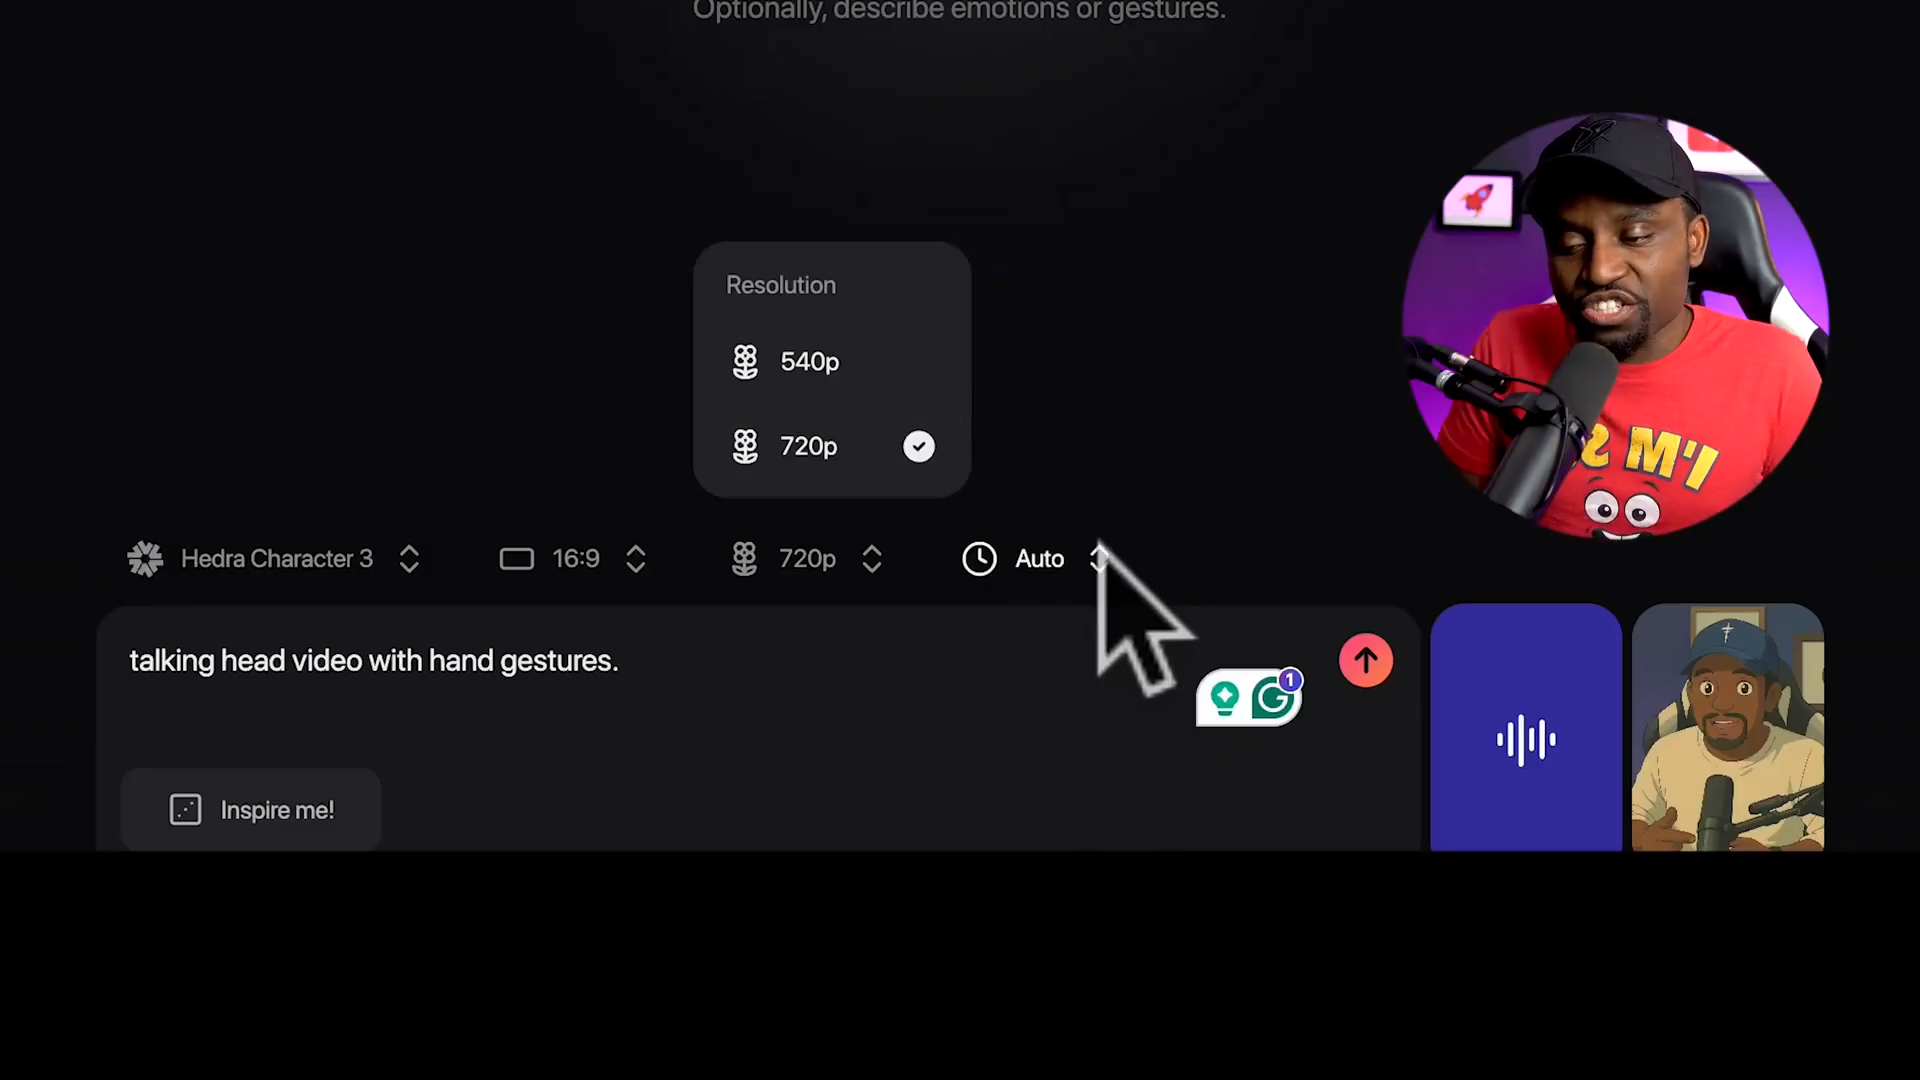 Optionally, describe emotions or gestures.
Resolution
540p
720p
Hedra Character 3
16:9
720p
Auto
talking head video with hand gestures.
1
Inspire me!
I'M